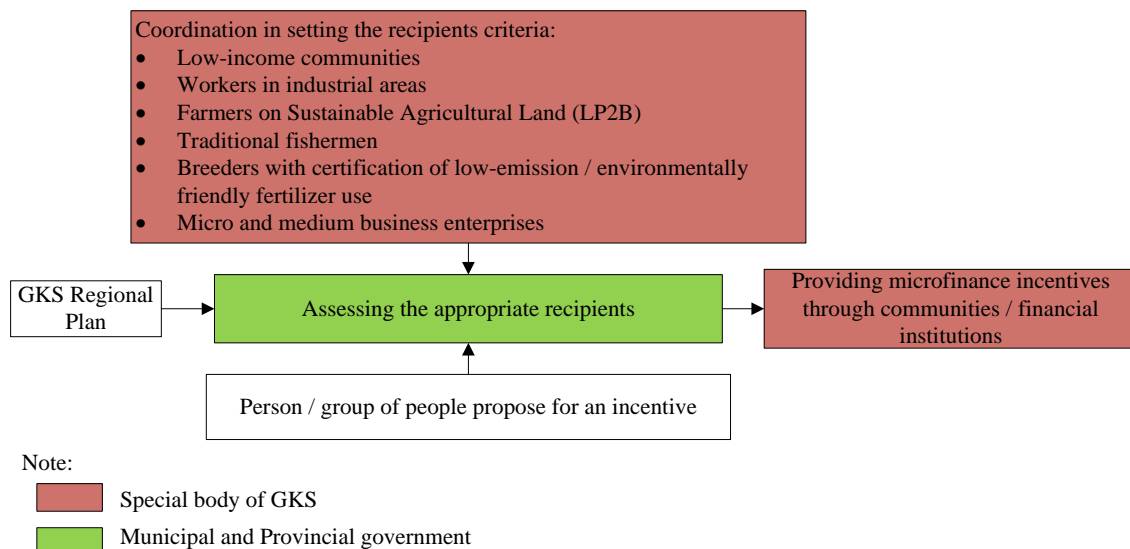 Coordination in setting the recipients criteria:
• Low-income communities
• Workers in industrial areas
• Farmers on Sustainable Agricultural Land (LP2B)
• Traditional fishermen
• Breeders with certification of low-emission / environmentally
friendly fertilizer use
• Micro and medium business enterprises
GKS Regional
Plan
Assessing the appropriate recipients
Providing microfinance incentives
through communities / financial
institutions
Person / group of people propose for an incentive
Note:
Special body of GKS
Municipal and Provincial government